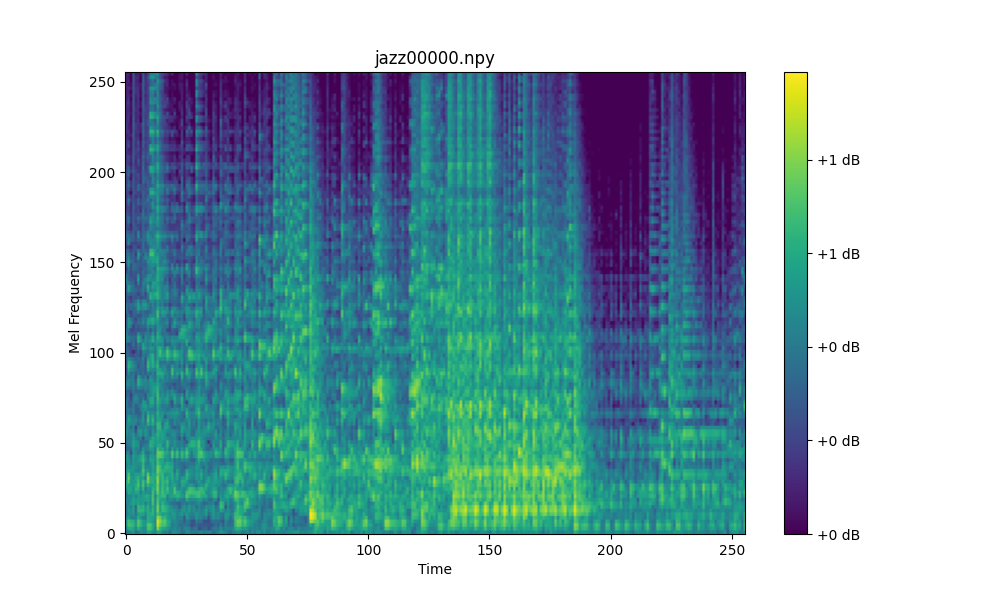 jazz00000.npy
Mel Frequency
250
200
150
100
50
0
0 50 100 150 200 250
Time
+1 dB
+1 dB
+0 dB
+0 dB
+0 dB